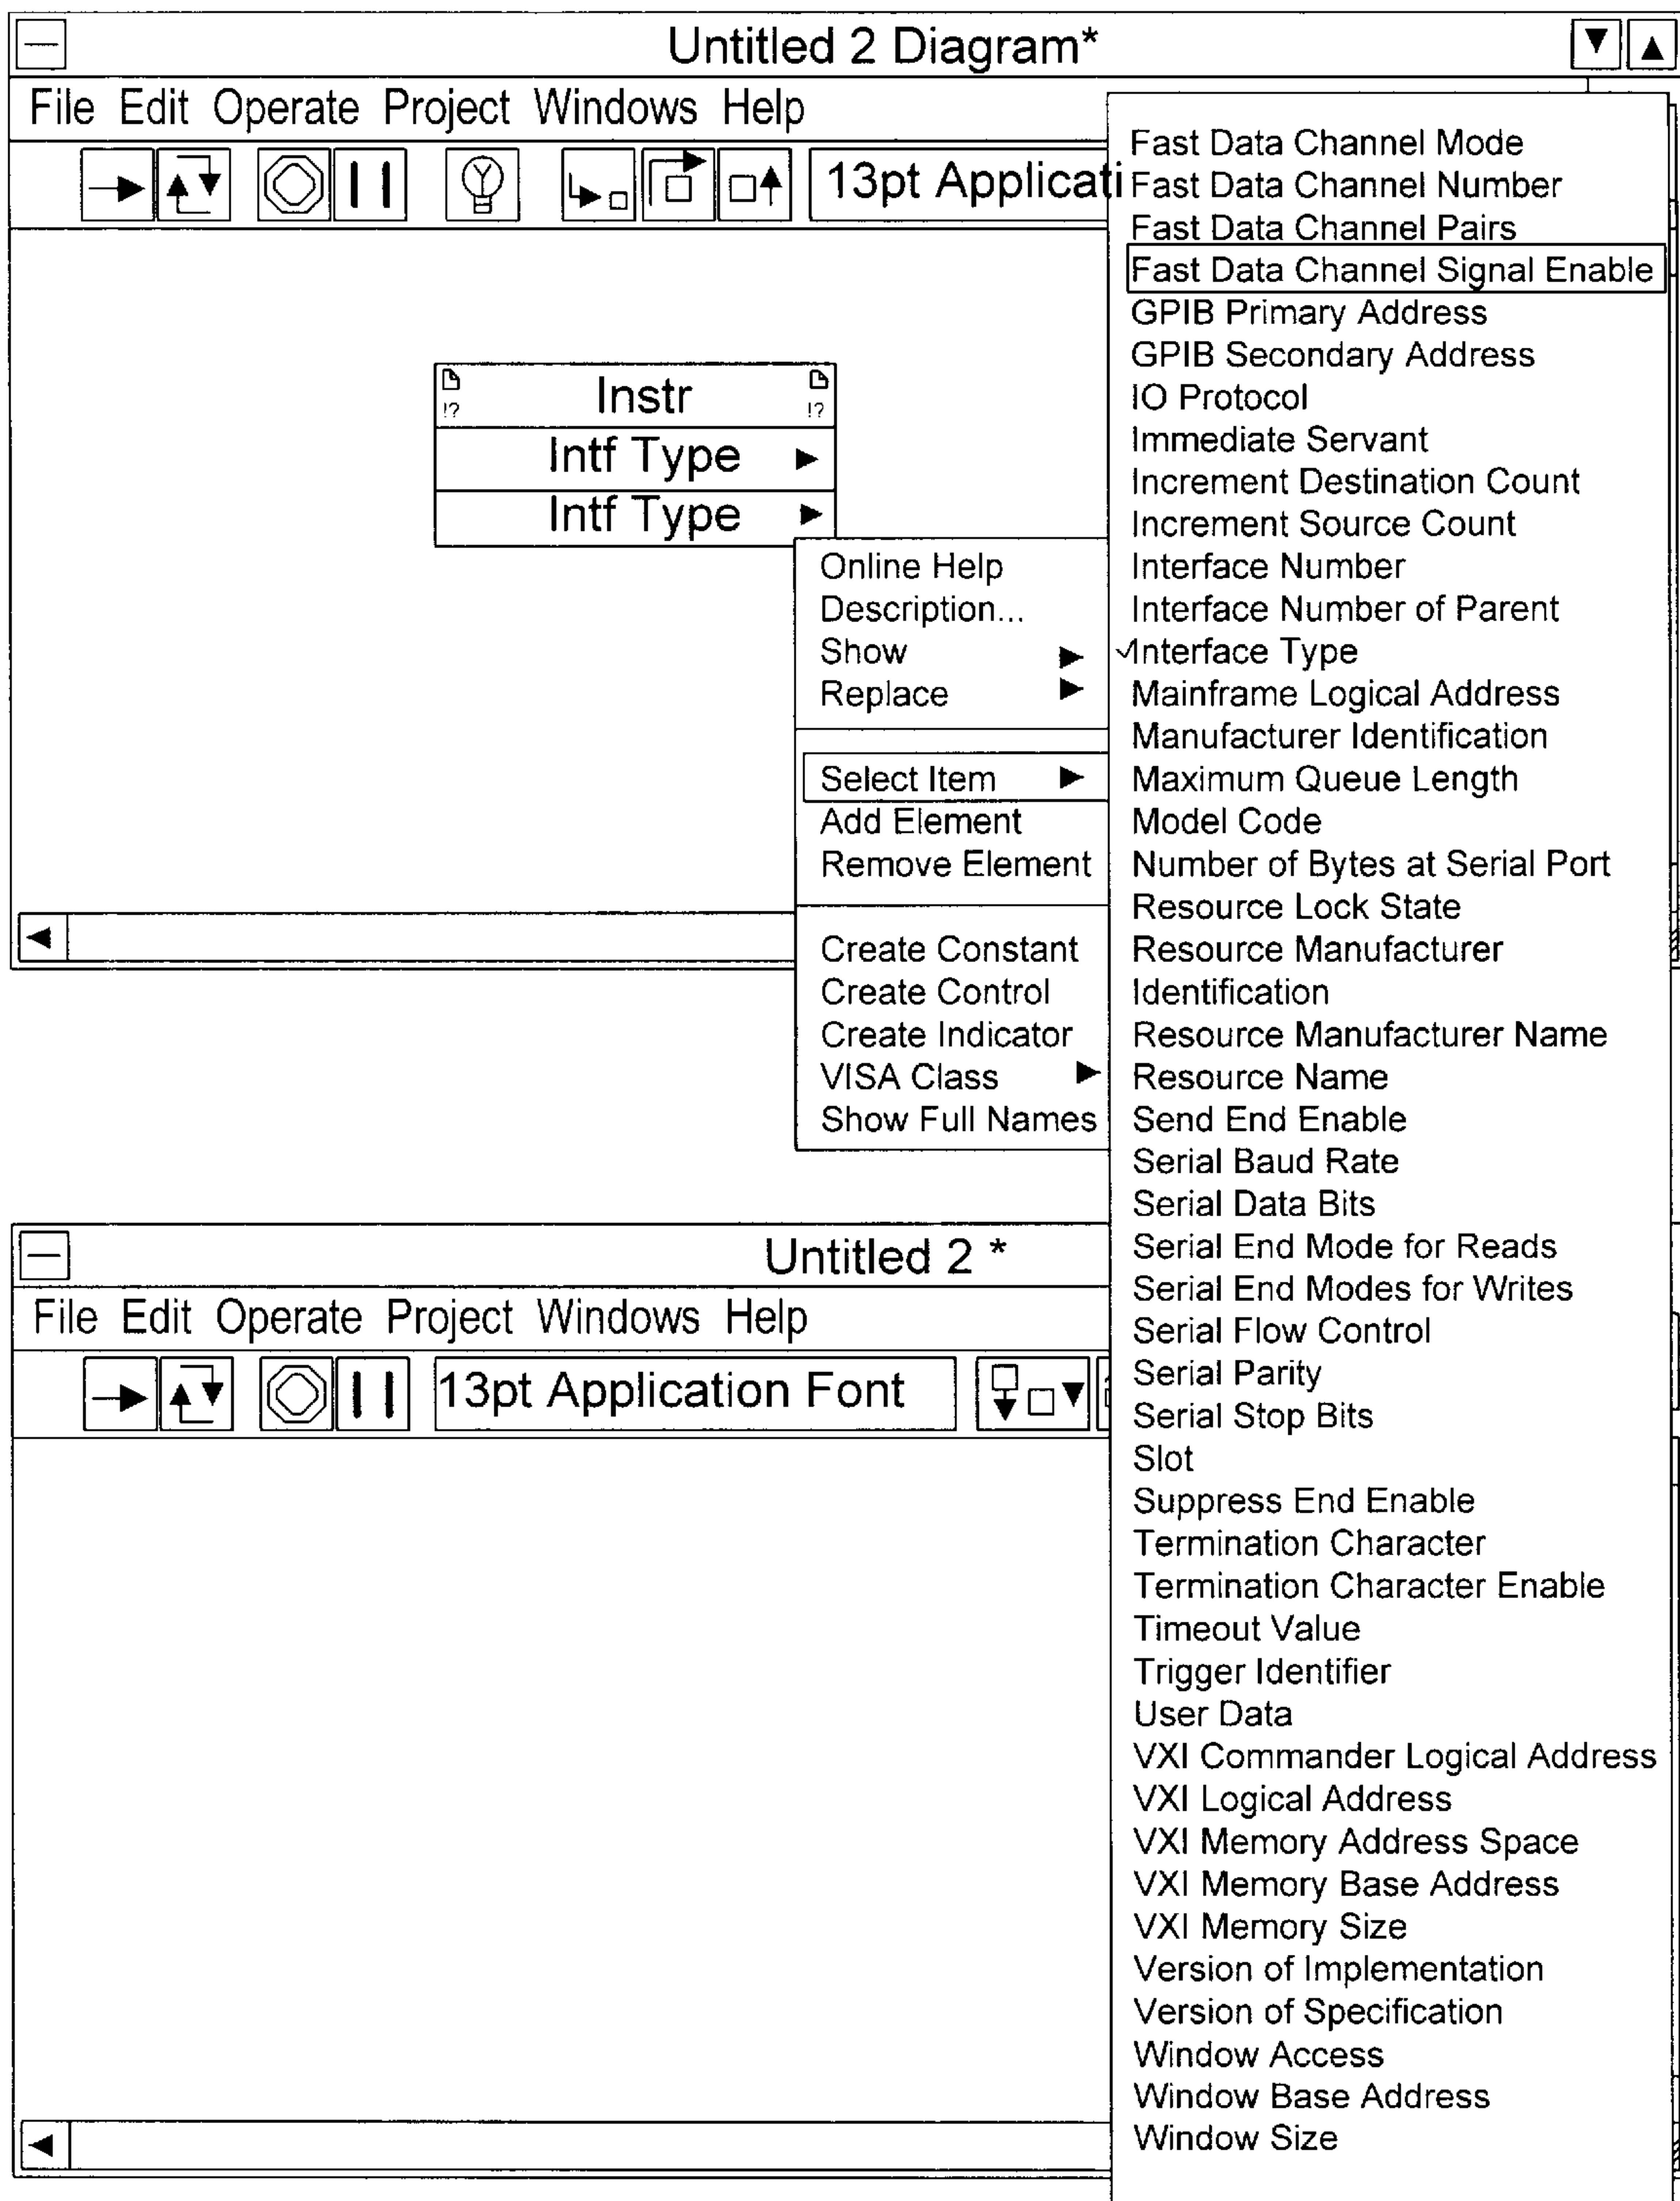 Untitled 2 Diagram*
File Edit Operate Project Windows Help
13pt Applicati
Instr
!?
!?
Intf Type
Intf Type
Online Help
Description...
Show
Replace
Select Item
Add Element
Remove Element
Create Constant
Create Control
Create Indicator
VISA Class
Show Full Names
Fast Data Channel Mode
Fast Data Channel Number
Fast Data Channel Pairs
Fast Data Channel Signal Enable
GPIB Primary Address
GPIB Secondary Address
IO Protocol
Immediate Servant
Increment Destination Count
Increment Source Count
Interface Number
Interface Number of Parent
Interface Type
Mainframe Logical Address
Manufacturer Identification
Maximum Queue Length
Model Code
Number of Bytes at Serial Port
Resource Lock State
Resource Manufacturer
Identification
Resource Manufacturer Name
Resource Name
Send End Enable
Serial Baud Rate
Serial Data Bits
Serial End Mode for Reads
Serial End Modes for Writes
Serial Flow Control
Serial Parity
Serial Stop Bits
Slot
Suppress End Enable
Termination Character
Termination Character Enable
Timeout Value
Trigger Identifier
User Data
VXI Commander Logical Address
VXI Logical Address
VXI Memory Address Space
VXI Memory Base Address
VXI Memory Size
Version of Implementation
Version of Specification
Window Access
Window Base Address
Window Size
Untitled 2 *
File Edit Operate Project Windows Help
13pt Application Font